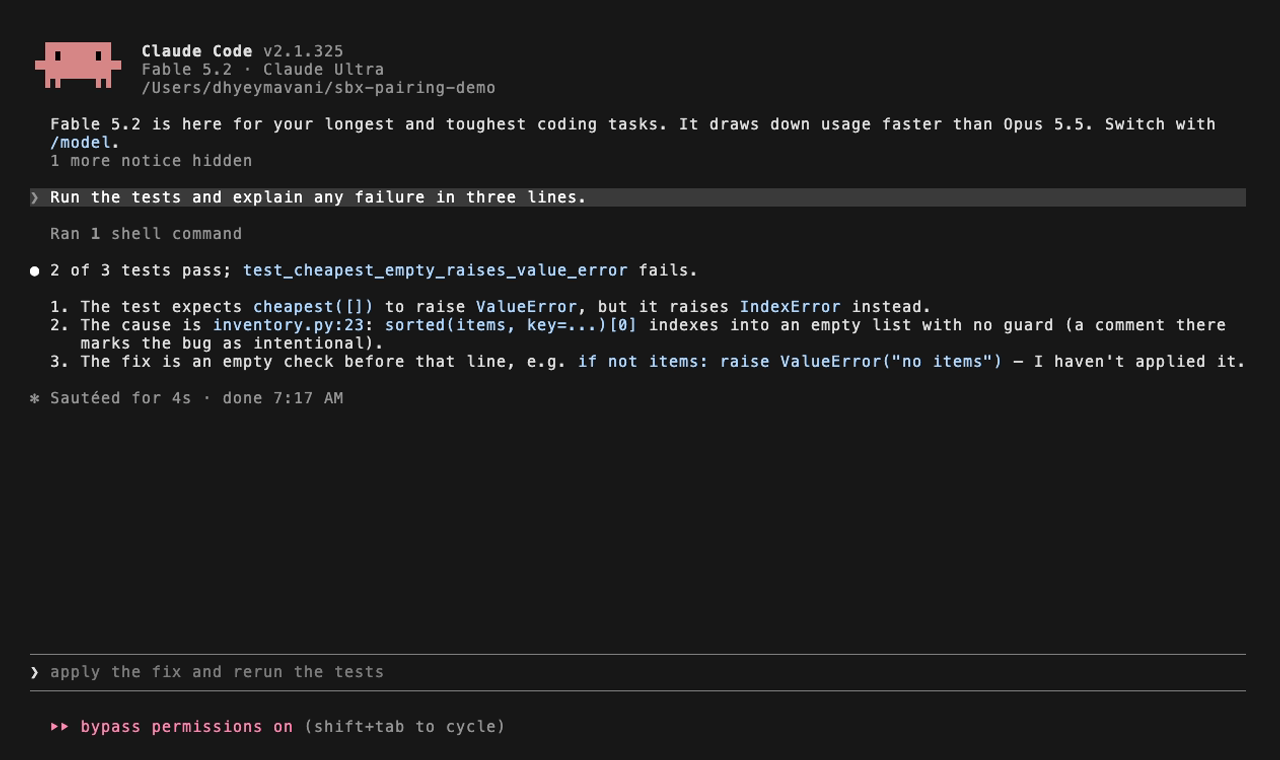 Claude Code v2.1.325
Fable 5.2 · Claude Ultra
/Users/dhyeymavani/sbx-pairing-demo
Fable 5.2 is here for your longest and toughest coding tasks. It draws down usage faster than Opus 5.5. Switch with
/model.
1 more notice hidden
❯ Run the tests and explain any failure in three lines.
Ran 1 shell command
● 2 of 3 tests pass; test_cheapest_empty_raises_value_error fails.
1. The test expects cheapest([]) to raise ValueError, but it raises IndexError instead.
2. The cause is inventory.py:23: sorted(items, key=...)[0] indexes into an empty list with no guard (a comment there
marks the bug as intentional).
3. The fix is an empty check before that line, e.g. if not items: raise ValueError("no items") — I haven't applied it.
✻ Sautéed for 4s · done 7:17 AM
❯ apply the fix and rerun the tests
⏵⏵ bypass permissions on (shift+tab to cycle)